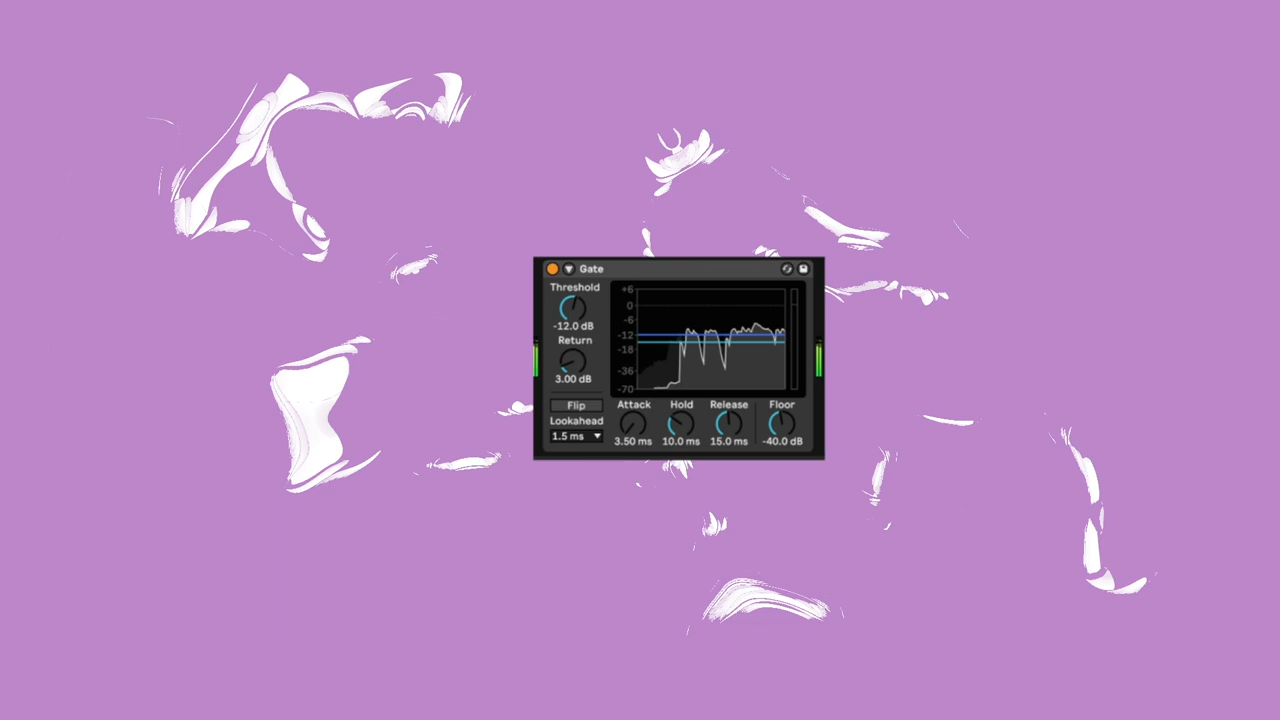 Gate
Threshold
-12.0 dB
Return
3.00 dB
Flip
Lookahead
1.5 ms
+6
0
-6
-12
-18
-36
-70
Attack Hold Release Floor
3.50 ms 10.0 ms 15.0 ms -40.0 dB